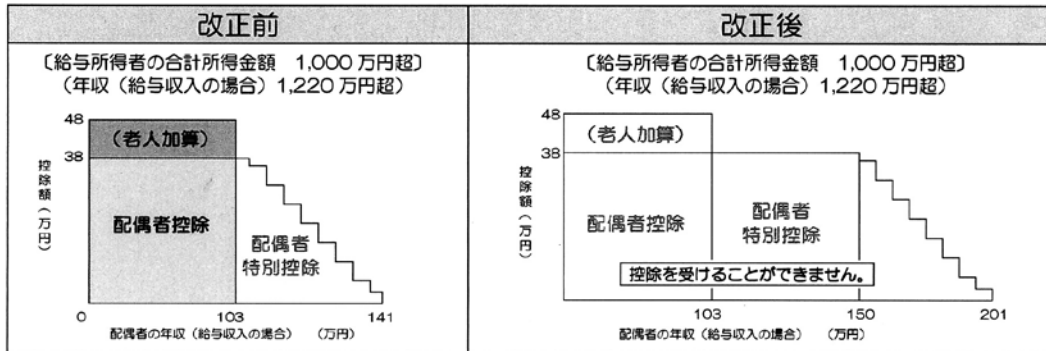 改正前
〔給与所得者の合計所得金額 1,000万円超〕
(年収(給与収入の場合)1,220万円超)
48
(老人加算)
38
控除額(万円)
配偶者控除
配偶者
特別控除
0
103
141
配偶者の年収(給与収入の場合) (万円)
改正後
〔給与所得者の合計所得金額 1,000万円超〕
(年収(給与収入の場合)1,220万円超)
48
(老人加算)
38
控除額(万円)
配偶者控除
配偶者
特別控除
控除を受けることができません。
103
150
201
配偶者の年収(給与収入の場合) (万円)